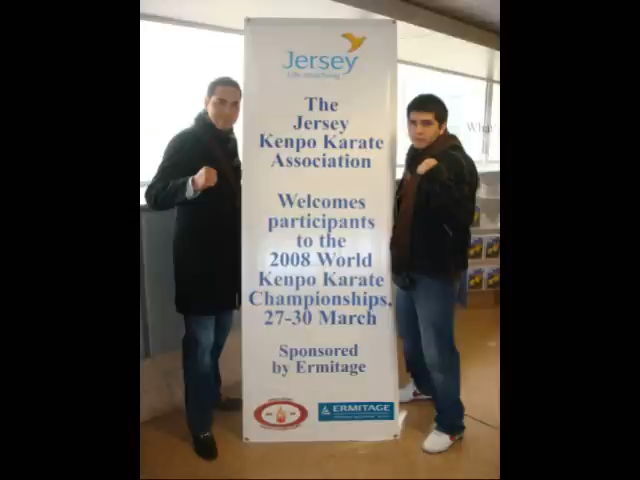 Jersey
Life enriching
The
Jersey
Kenpo Karate
Association
Welcomes
participants
to the
2008 World
Kenpo Karate
Championships,
27-30 March
Sponsored
by Ermitage
ERMITAGE
What